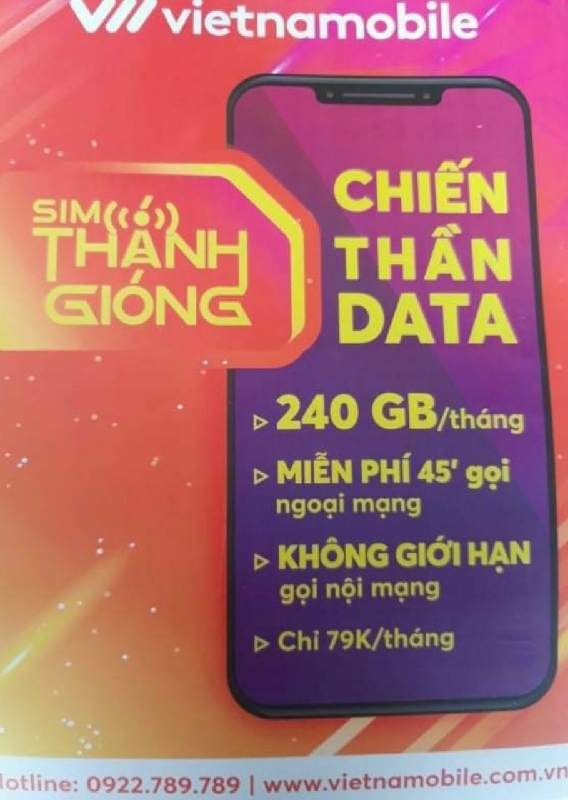 vietnamobile
SIM
THÁNH
GIÓNG
CHIẾN
THẦN
DATA
240 GB/tháng
MIỄN PHÍ 45' gọi
ngoại mạng
KHÔNG GIỚI HẠN
gọi nội mạng
Chỉ 79K/tháng
Hotline: 0922.789.789 | www.vietnamobile.com.vn